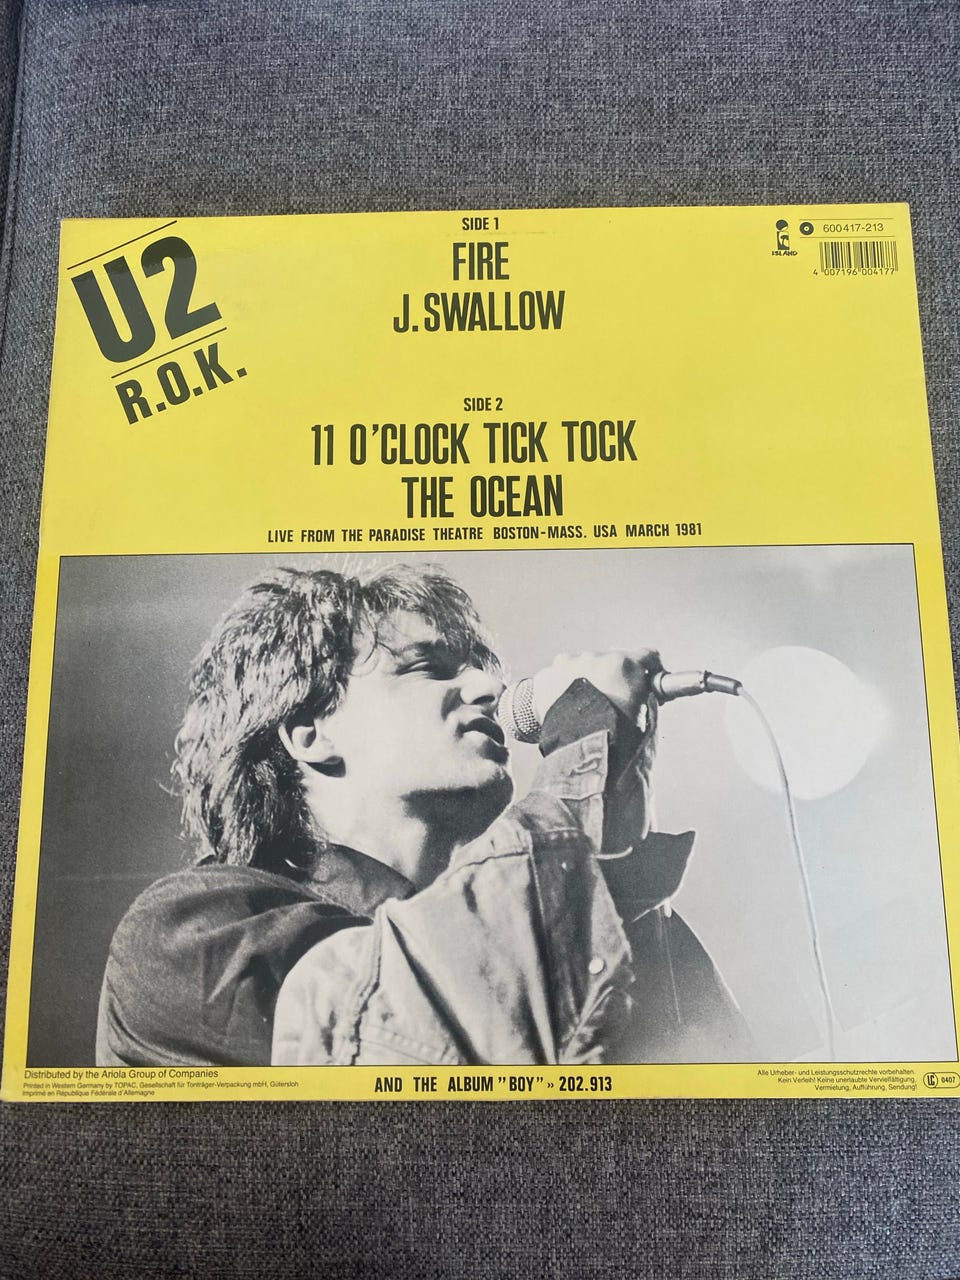 U2
R.O.K.
SIDE 1
FIRE
J. SWALLOW
ISLAND
600 417-213
4 007196 004177
SIDE 2
11 O'CLOCK TICK TOCK
THE OCEAN
LIVE FROM THE PARADISE THEATRE BOSTON-MASS. USA MARCH 1981
Distributed by the Ariola Group of Companies
Printed in Western Germany by TOPAC, Gesellschaft für Tonträger-Verpackung mbH, Gütersloh
Imprimé en République Fédérale d'Allemagne
AND THE ALBUM "BOY" » 202.913
Alle Urheber- und Leistungsschutzrechte vorbehalten.
Kein Verleih! Keine unerlaubte Vervielfältigung,
Vermietung, Aufführung, Sendung!
LC 0407